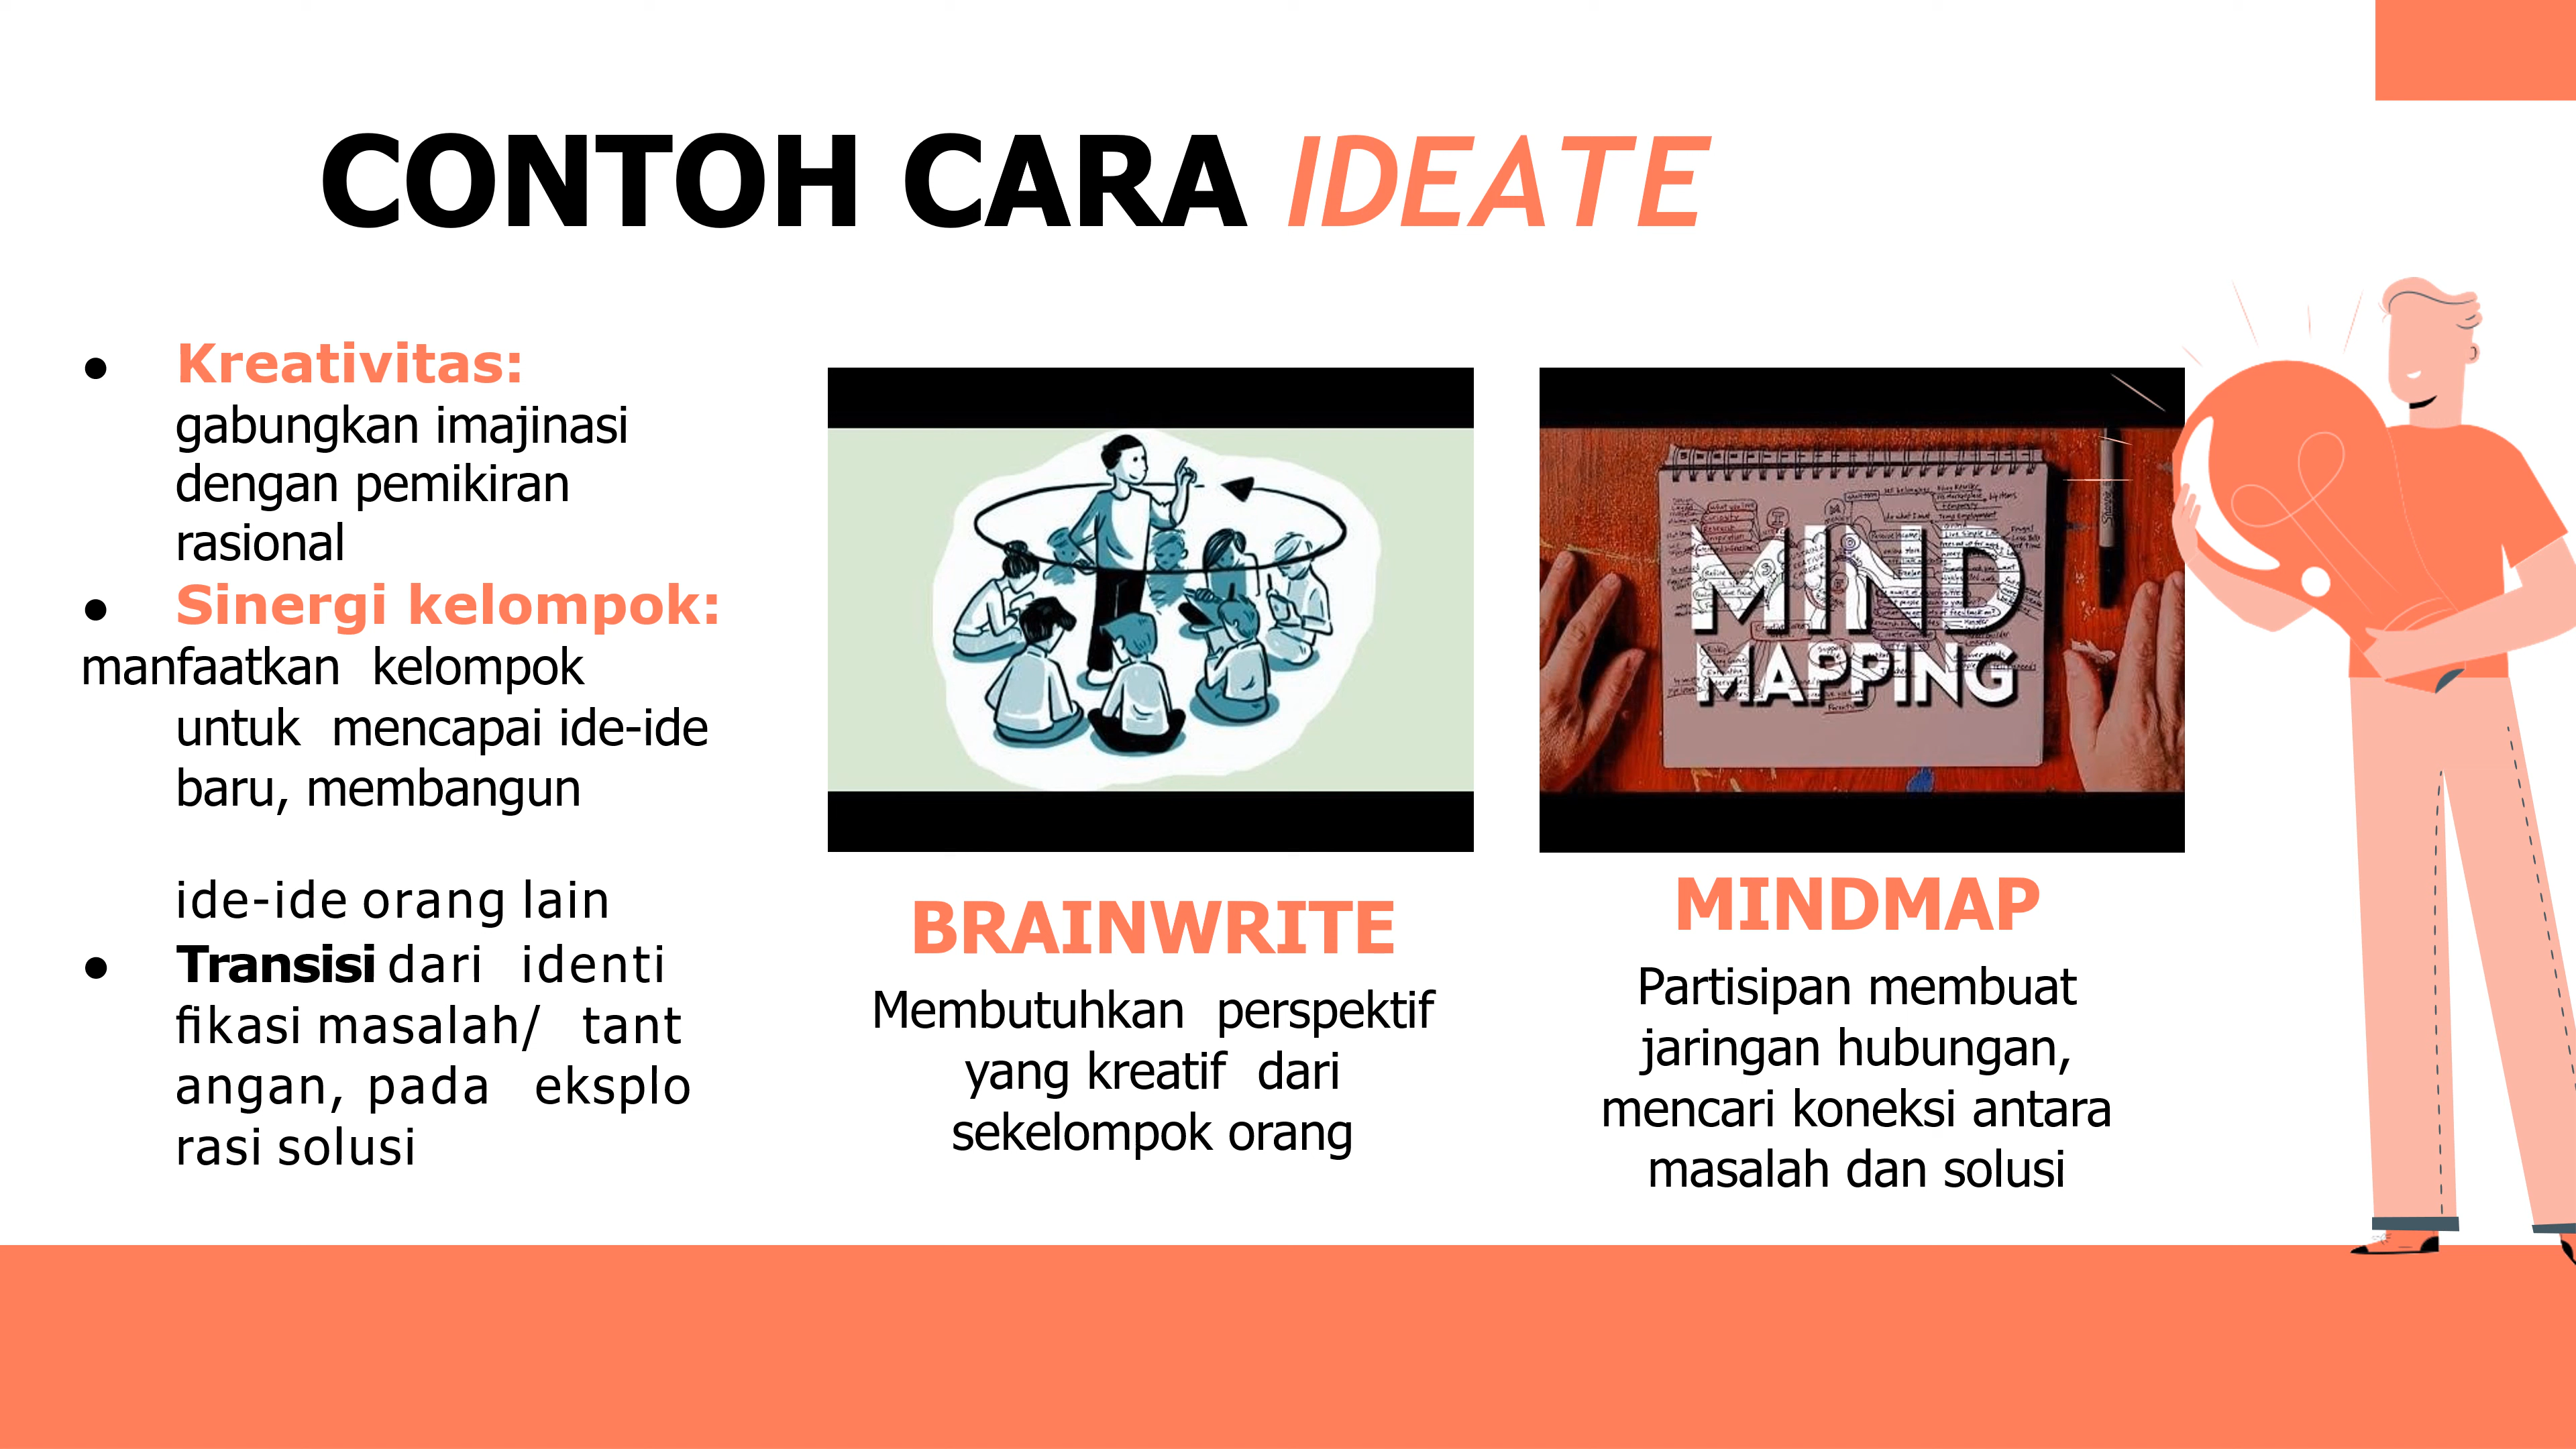 CONTOH CARA IDEATE
● Kreativitas:
gabungkan imajinasi
dengan pemikiran
rasional
● Sinergi kelompok:
manfaatkan kelompok
untuk mencapai ide-ide
baru, membangun
ide-ide orang lain
● Transisi dari identi
fikasi masalah/ tant
angan, pada eksplo
rasi solusi
MIND
MAPPING
BRAINWRITE
Membutuhkan perspektif
yang kreatif dari
sekelompok orang
MINDMAP
Partisipan membuat
jaringan hubungan,
mencari koneksi antara
masalah dan solusi